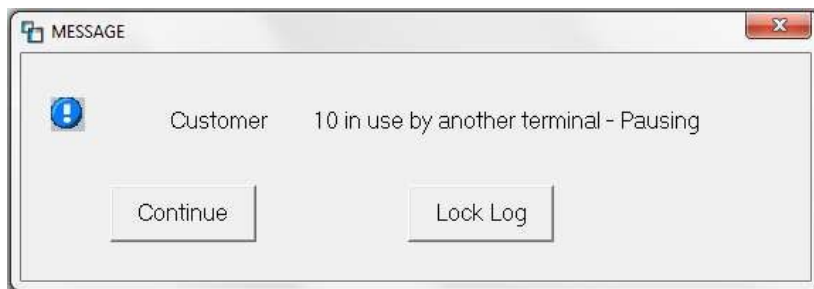 MESSAGE
Customer 10 in use by another terminal - Pausing
Continue Lock Log